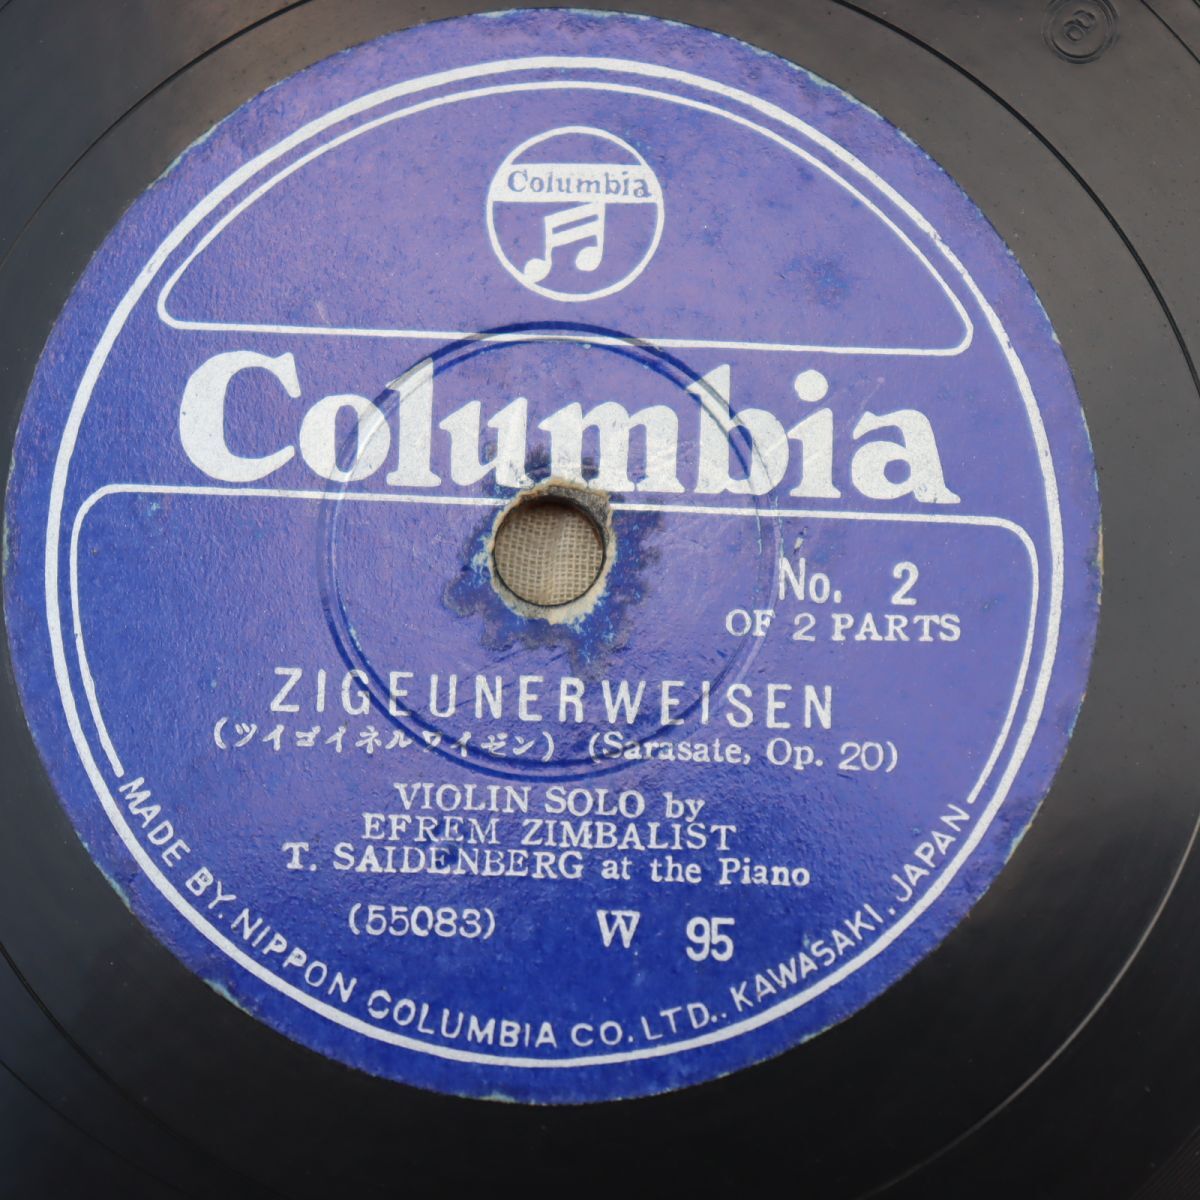 Columbia
Columbia
No. 2
OF 2 PARTS
ZIGEUNERWEISEN
(ツイゴイネルワイゼン) (Sarasate, Op. 20)
VIOLIN SOLO by
EFREM ZIMBALIST
T. SAIDENBERG at the Piano
(55083) W 95
MADE BY. NIPPON COLUMBIA CO. LTD., KAWASAKI, JAPAN